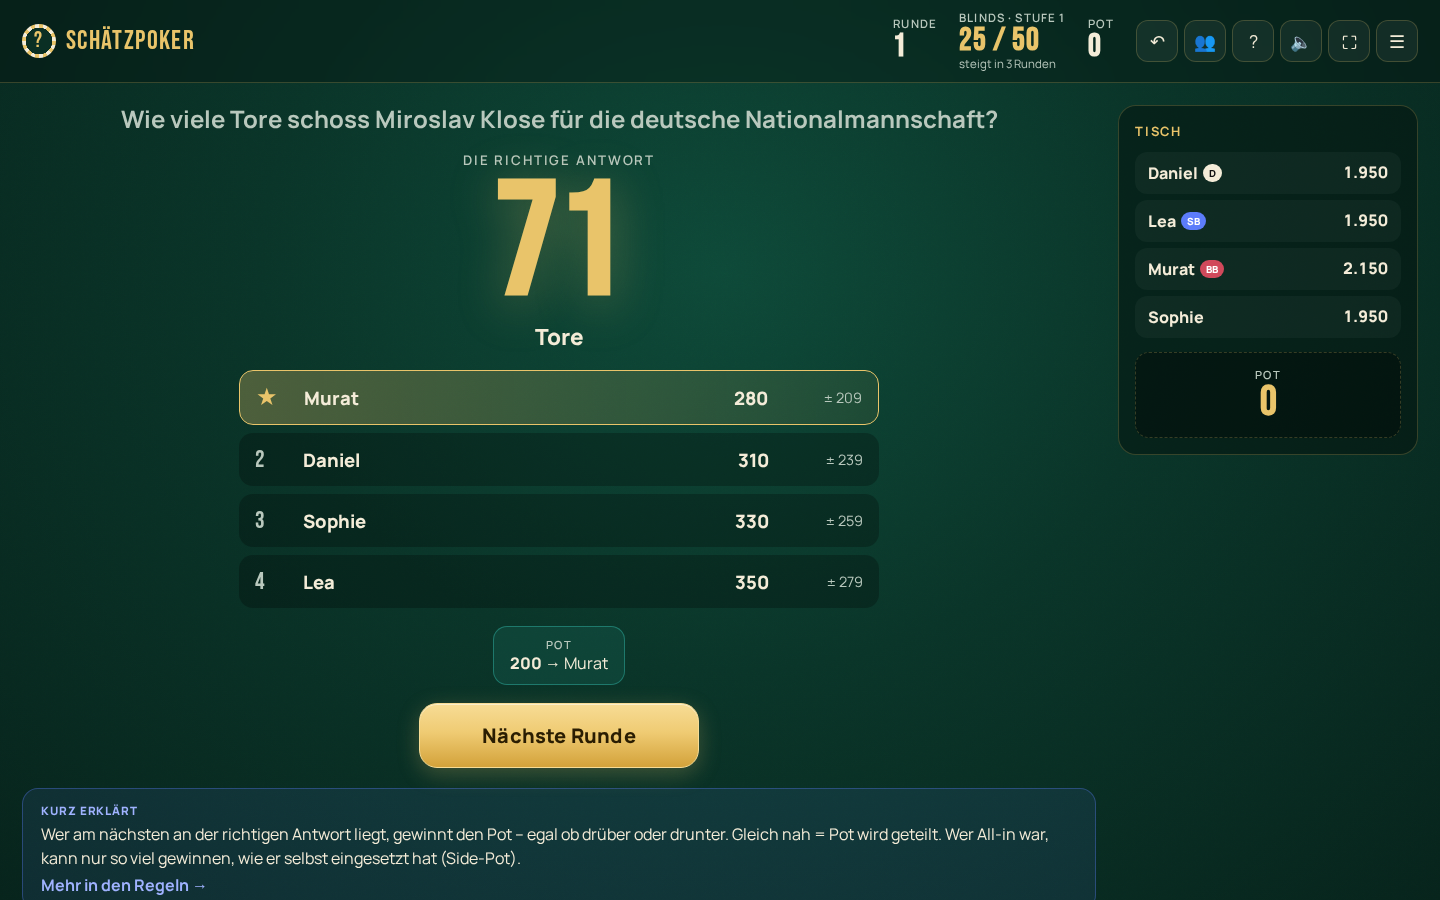 SCHÄTZPOKER
RUNDE
1
BLINDS · STUFE 1
25 / 50
steigt in 3 Runden
POT
0
?
Wie viele Tore schoss Miroslav Klose für die deutsche Nationalmannschaft?
DIE RICHTIGE ANTWORT
71
Tore
★ Murat 280 ± 209
2 Daniel 310 ± 239
3 Sophie 330 ± 259
4 Lea 350 ± 279
POT
200 → Murat
Nächste Runde
KURZ ERKLÄRT
Wer am nächsten an der richtigen Antwort liegt, gewinnt den Pot – egal ob drüber oder drunter. Gleich nah = Pot wird geteilt. Wer All-in war,
kann nur so viel gewinnen, wie er selbst eingesetzt hat (Side-Pot).
Mehr in den Regeln →
TISCH
Daniel D 1.950
Lea SB 1.950
Murat BB 2.150
Sophie 1.950
POT
0